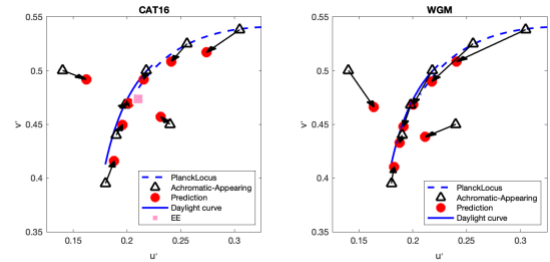 CAT16
0.55
0.5
0.45
0.4
0.35
v'
0.15
0.2
0.25
0.3
u'
PlanckLocus
Achromatic-Appearing
Prediction
Daylight curve
EE
WGM
0.55
0.5
0.45
0.4
0.35
v'
0.15
0.2
0.25
0.3
u'
PlanckLocus
Achromatic-Appearing
Prediction
Daylight curve